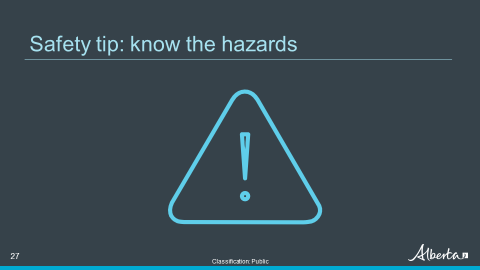 Safety tip: know the hazards
!
27
Classification: Public
Alberta